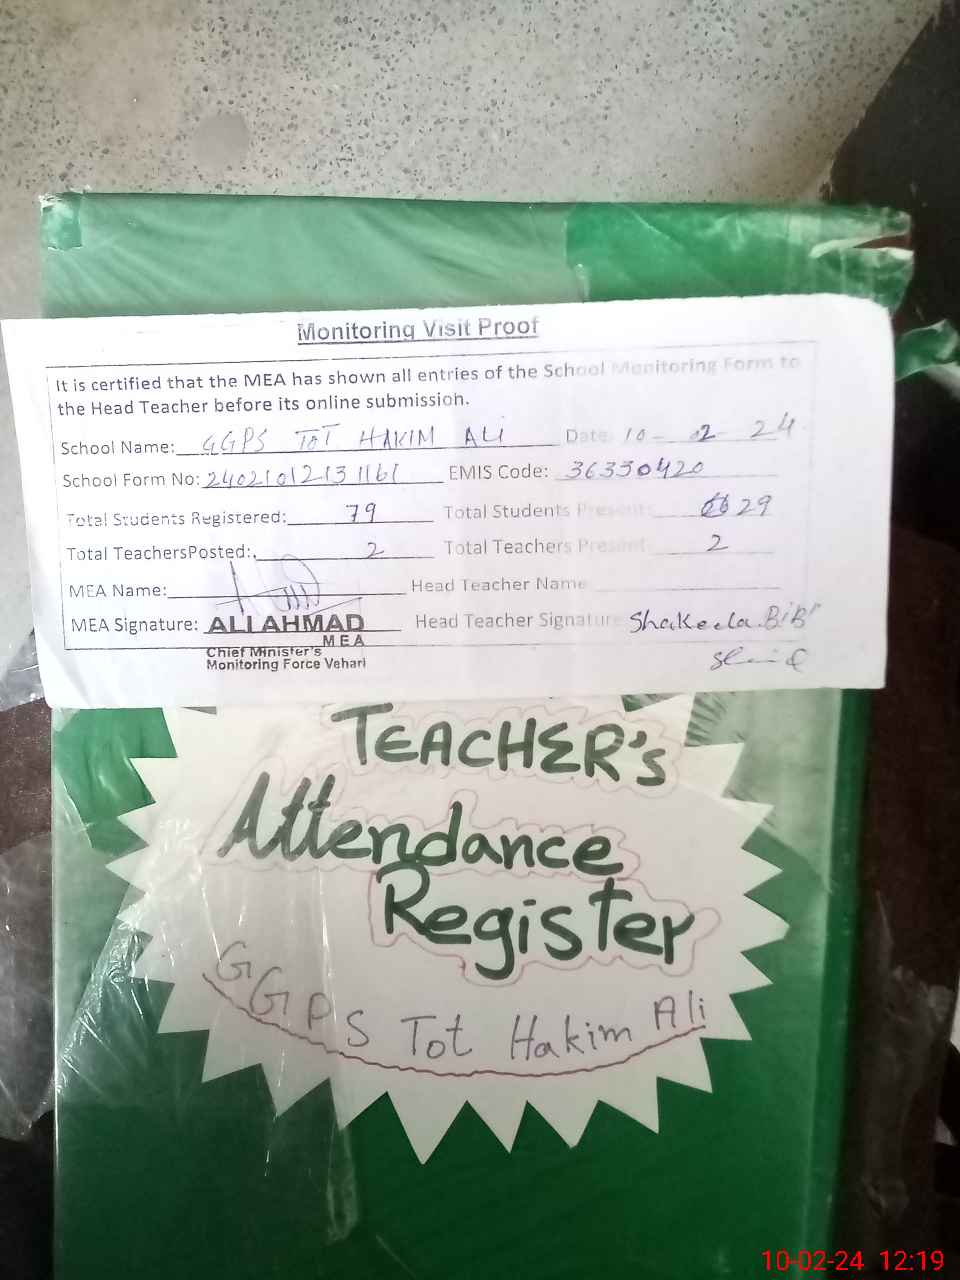 Monitoring Visit Proof
It is certified that the MEA has shown all entries of the School Monitoring Form to
the Head Teacher before its online submission.
School Name: GGPS TOT HAKIM ALI Date: 10-02-24
School Form No: 2402101213 1161 EMIS Code: 36330420
Total Students Registered: 79 Total Students Present: 29
Total TeachersPosted: 2 Total Teachers Present: 2
MEA Name: Head Teacher Name
MEA Signature: ALI AHMAD Head Teacher Signature Shakeela.BiBi
MEA
Chief Minister's
Monitoring Force Vehari
TEACHER's
Attendance
Register
GGPS Tot Hakim Ali
10-02-24 12:19